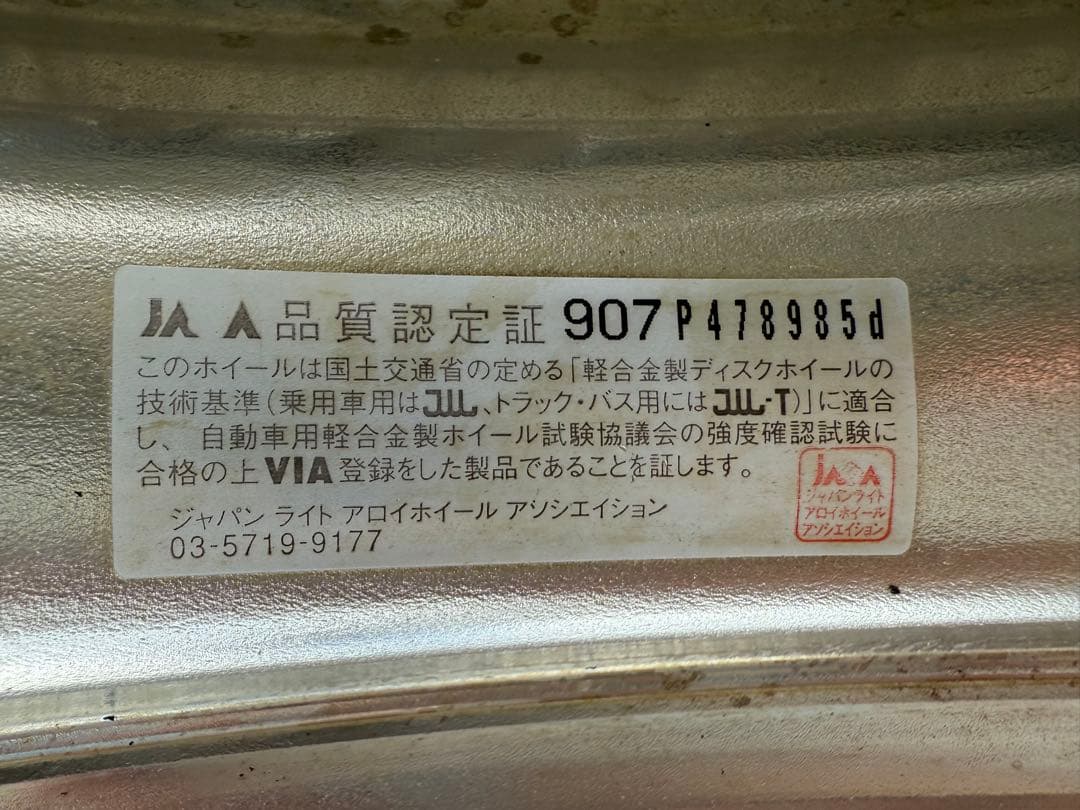 JAWA 品質認定証 907 P478985d
このホイールは国土交通省の定める「軽合金製ディスクホイールの
技術基準(乗用車用はJWL、トラック・バス用にはJWL-T)」に適合
し、自動車用軽合金製ホイール試験協議会の強度確認試験に
合格の上VIA登録をした製品であることを証します。
ジャパン ライト アロイホイール アソシエイション
03-5719-9177
JAWA
ジャパンライト
アロイホイール
アソシエイション